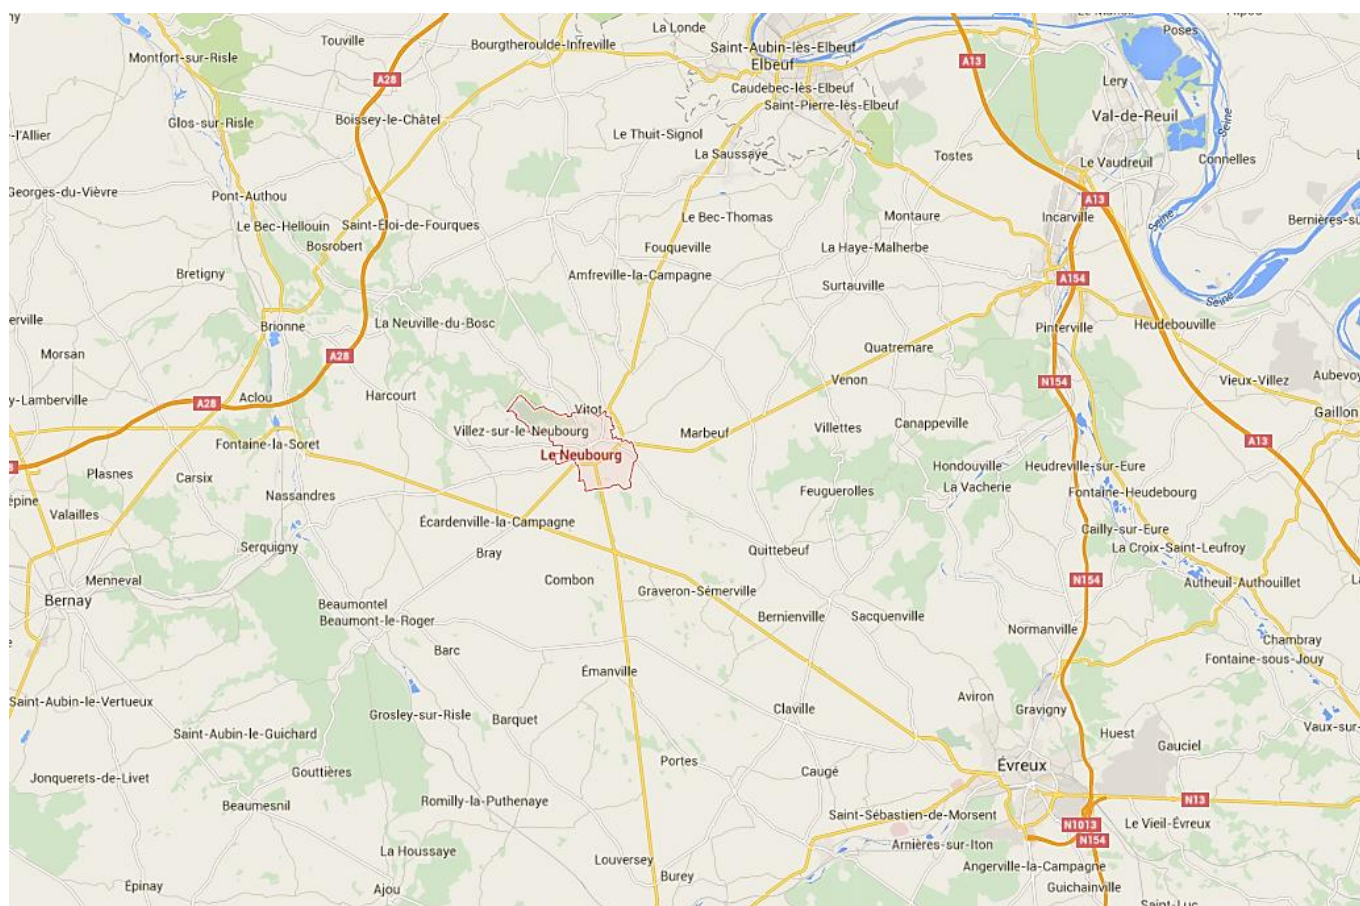 La Londe
Poses
Touville
Bourgtheroulde-Infreville
Saint-Aubin-lès-Elbeuf
Montfort-sur-Risle
Elbeuf
A13
A28
Lery
Caudebec-lès-Elbeuf
Saint-Pierre-lès-Elbeuf
Val-de-Reuil
Seine
Glos-sur-Risle
Boissey-le-Châtel
-l'Allier
Le Thuit-Signol
La Saussaye
Tostes
Le Vaudreuil
Connelles
Georges-du-Vièvre
Pont-Authou
A13
Le Bec-Thomas
Montaure
Incarville
Seine
Bernières-su
Le Bec-Hellouin
Saint-Éloi-de-Fourques
Bosrobert
Fouqueville
La Haye-Malherbe
Bretigny
Amfreville-la-Campagne
A154
Surtauville
Seine
erville
Brionne
La Neuville-du-Bosc
Pinterville
Heudebouville
Morsan
A28
Quatremare
Aubevoy
Venon
N154
Vieux-Villez
y-Lamberville
Aclou
A28
Harcourt
Vitot
Gaillon
Villez-sur-le-Neubourg
Marbeuf
Villettes
Canappeville
A13
Fontaine-la-Soret
Le Neubourg
Plasnes
Carsix
Hondouville
Heudreville-sur-Eure
La Vacherie
Feuguerolles
Fontaine-Heudebourg
épine
Nassandres
Valailles
Écardenville-la-Campagne
Cailly-sur-Eure
Serquigny
Bray
Quittebeuf
La Croix-Saint-Leufroy
Menneval
Combon
N154
Autheuil-Authouillet
Graveron-Sémerville
Bernay
Beaumontel
Beaumont-le-Roger
Bernienville
Sacquenville
Normanville
Chambray
Barc
Fontaine-sous-Jouy
Émanville
Saint-Aubin-le-Vertueux
Aviron
Grosley-sur-Risle
Barquet
Claville
Gravigny
Vaux-sur-
Saint-Aubin-le-Guichard
Huest
Gauciel
Portes
Évreux
Jonquerets-de-Livet
Gouttières
Caugé
Beaumesnil
Romilly-la-Puthenaye
N13
Saint-Sébastien-de-Morsent
N1013
Le Vieil-Évreux
N154
Arnières-sur-Iton
La Houssaye
Louversey
Angerville-la-Campagne
Burey
Épinay
Ajou
Guichainville
Saint-Luc